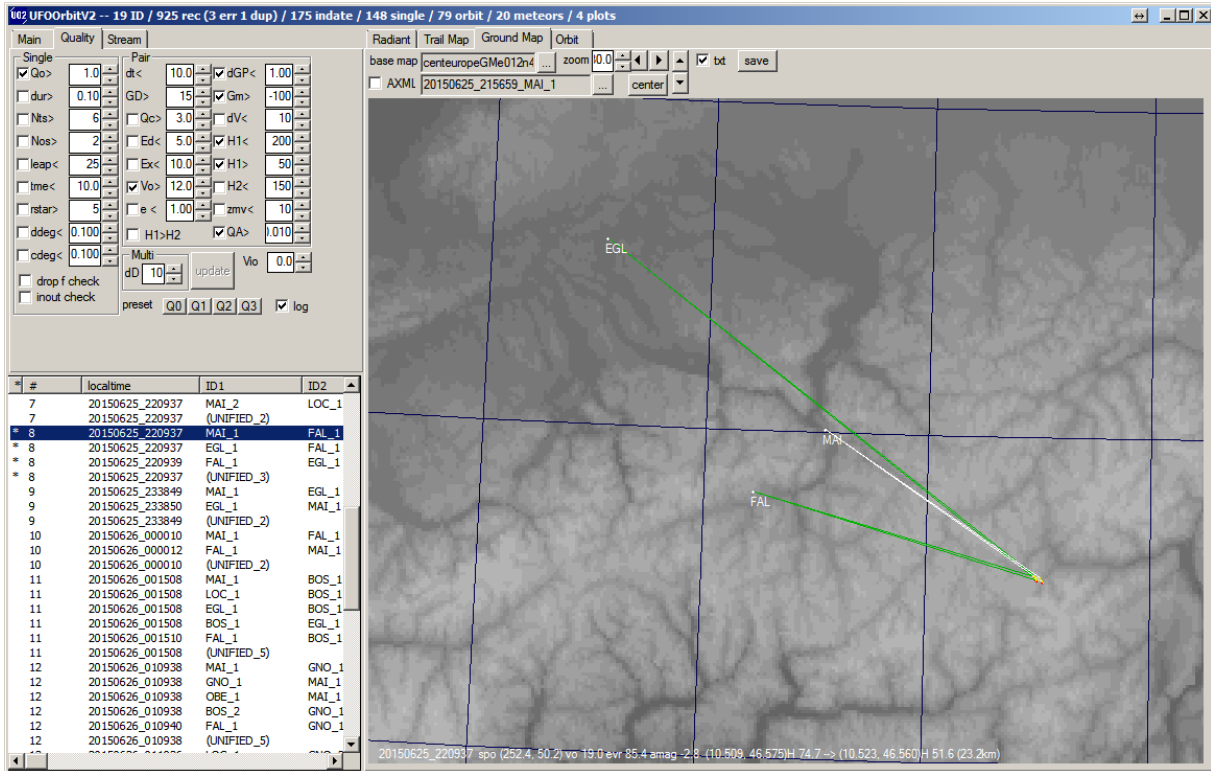 UFOOrbitV2 -- 19 ID / 925 rec (3 err 1 dup) / 175 indate / 148 single / 79 orbit / 20 meteors / 4 plots
Main Quality Stream
Radiant Trail Map Ground Map Orbit
base map centeuropeGMe012n4 ... zoom txt save
AXML 20150625_215659_MAI_1 ... center
Single Pair
Qo> 1.0 dt< 10.0 dGP< 1.00
dur> 0.10 GD> 15 Gm> -100
Nts> 6 Qc> 3.0 dV< 10
Nos> 2 Ed< 5.0 H1< 200
leap< 25 Ex< 10.0 H1> 50
tme< 10.0 Vo> 12.0 H2< 150
rstar> 5 e < 1.00 zmv< 10
ddeg< 0.100 H1>H2 QA>
cdeg< 0.100 Multi
dD 10 update Vio 0.0
drop f check
inout check
preset Q0 Q1 Q2 Q3 log
* # localtime ID1 ID2
7 20150625_220937 MAI_2 LOC_1
7 20150625_220937 (UNIFIED_2)
* 8 20150625_220937 MAI_1 FAL_1
* 8 20150625_220937 EGL_1 FAL_1
* 8 20150625_220939 FAL_1 EGL_1
* 8 20150625_220937 (UNIFIED_3)
9 20150625_233849 MAI_1 EGL_1
9 20150625_233850 EGL_1 MAI_1
9 20150625_233849 (UNIFIED_2)
10 20150626_000010 MAI_1 FAL_1
10 20150626_000012 FAL_1 MAI_1
10 20150626_000010 (UNIFIED_2)
11 20150626_001508 MAI_1 BOS_1
11 20150626_001508 LOC_1 BOS_1
11 20150626_001508 EGL_1 BOS_1
11 20150626_001508 BOS_1 EGL_1
11 20150626_001510 FAL_1 BOS_1
11 20150626_001508 (UNIFIED_5)
12 20150626_010938 MAI_1 GNO_1
12 20150626_010938 GNO_1 MAI_1
12 20150626_010938 OBE_1 MAI_1
12 20150626_010938 BOS_2 GNO_1
12 20150626_010940 FAL_1 GNO_1
12 20150626_010938 (UNIFIED_5)
EGL
MAI
FAL
20150625_220937 spo (252.4, 50.2) vo 19.0 evr 85.4 amag -2.8 (10.509, 46.575)H 74.7 --> (10.523, 46.560)H 51.6 (23.2km)